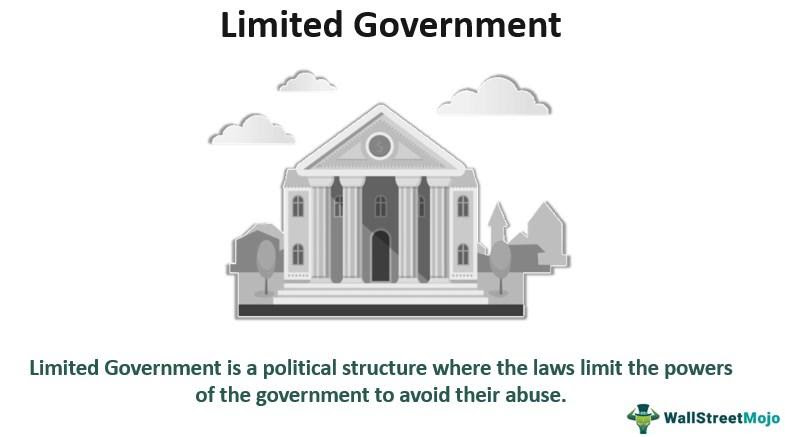 Limited Government
Limited Government is a political structure where the laws limit the powers
of the government to avoid their abuse.
WallStreetMojo